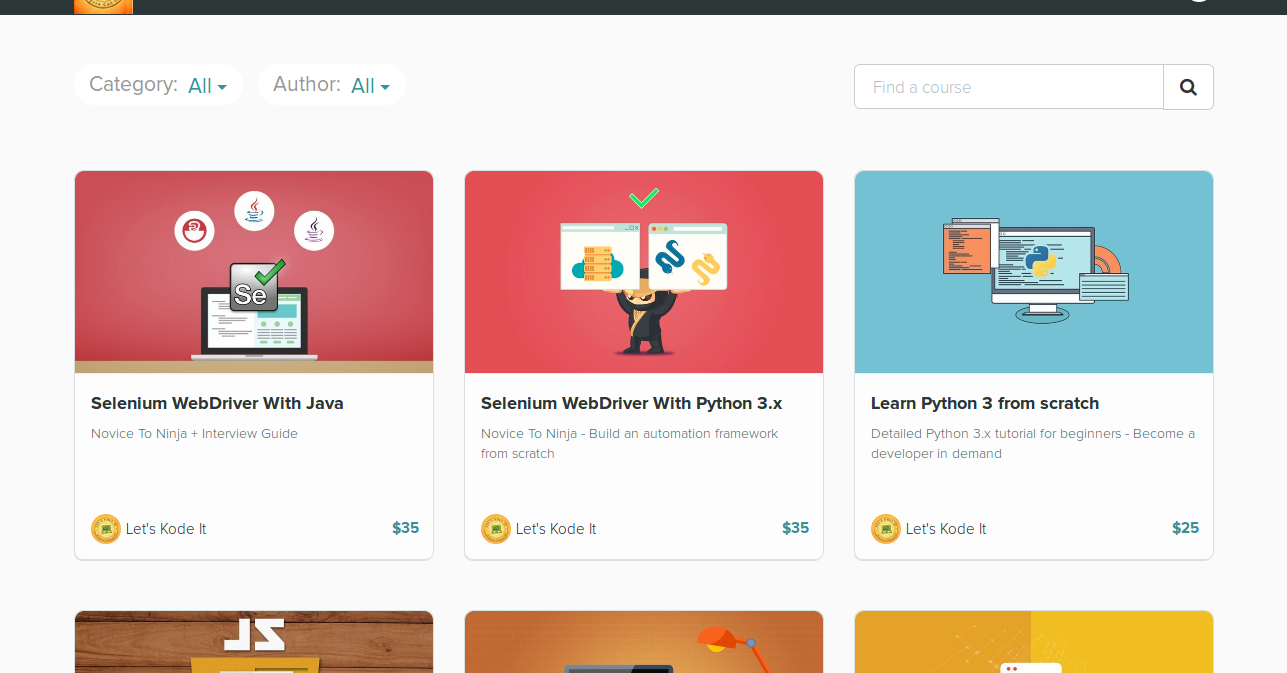 Category: All
Author: All
Find a course
Se
Selenium WebDriver With Java
Novice To Ninja + Interview Guide
Let's Kode It
$35
Selenium WebDriver With Python 3.x
Novice To Ninja - Build an automation framework
from scratch
Let's Kode It
$35
Learn Python 3 from scratch
Detailed Python 3.x tutorial for beginners - Become a
developer in demand
Let's Kode It
$25